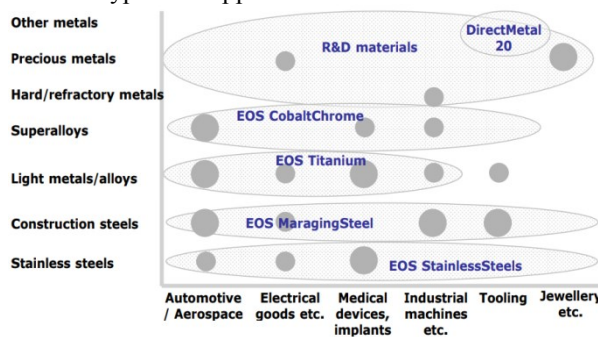 Other metals
DirectMetal
20
R&D materials
Precious metals
Hard/refractory metals
EOS CobaltChrome
Superalloys
EOS Titanium
Light metals/alloys
Construction steels
EOS MaragingSteel
Stainless steels
EOS StainlessSteels
Automotive
/ Aerospace
Electrical
goods etc.
Medical
devices,
implants
Industrial
machines
etc.
Tooling
Jewellery
etc.